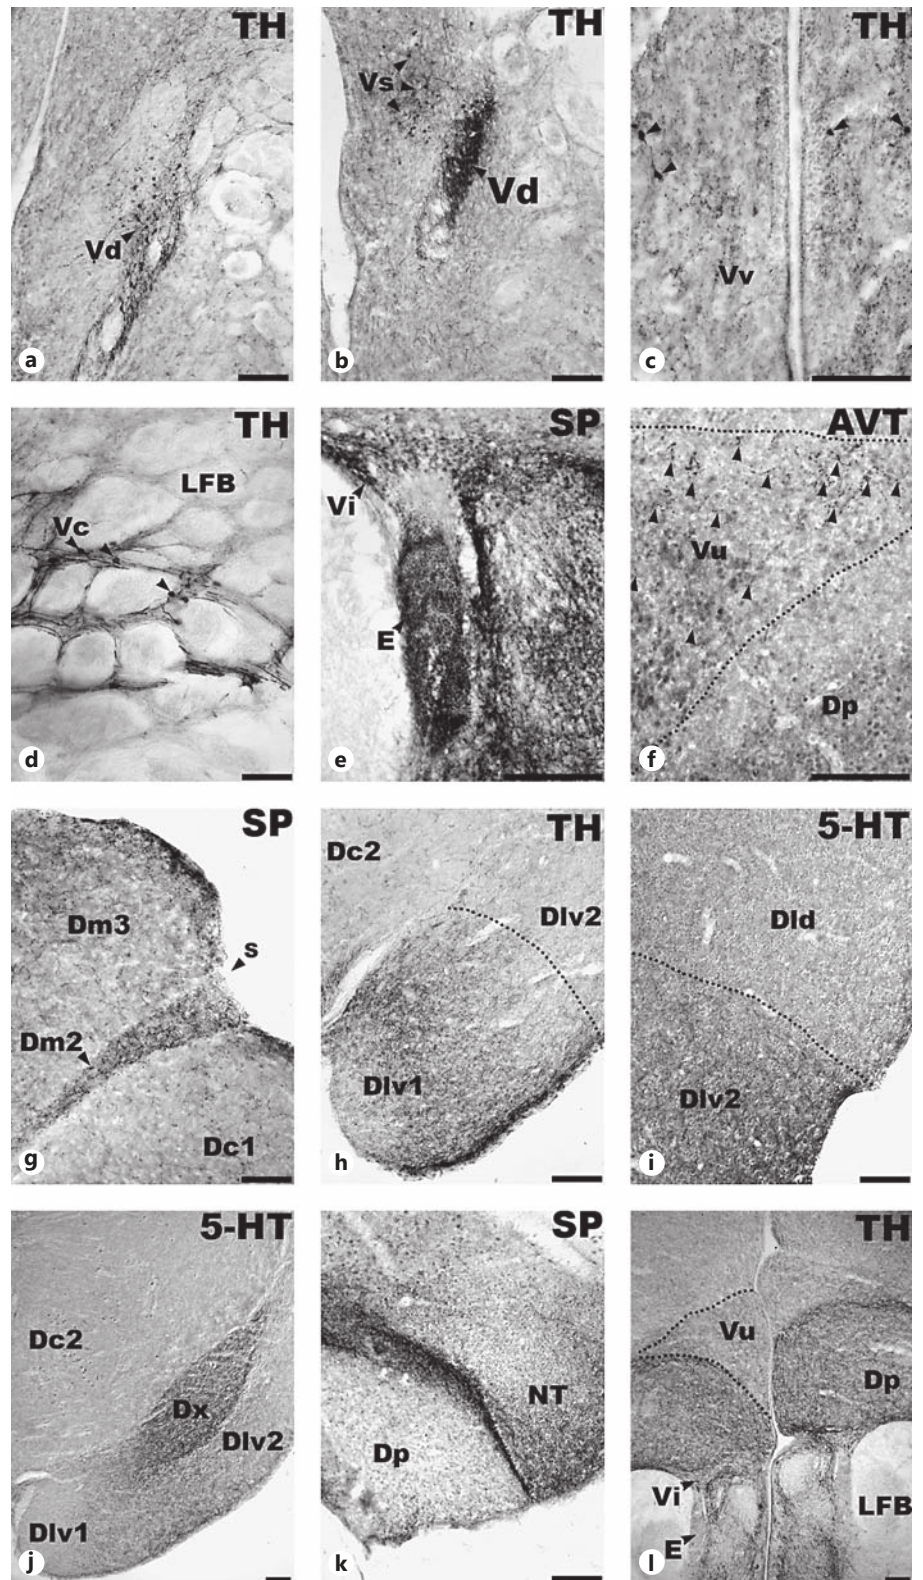 TH
Vd
a
TH
Vs
Vd
b
TH
Vv
c
TH
LFB
Vc
d
SP
Vi
E
e
AVT
Vu
Dp
f
SP
Dm3
s
Dm2
Dc1
g
TH
Dc2
Dlv2
Dlv1
h
5-HT
Dld
Dlv2
i
5-HT
Dc2
Dx
Dlv2
Dlv1
j
SP
NT
Dp
k
TH
Vu
Dp
Vi
LFB
E
l